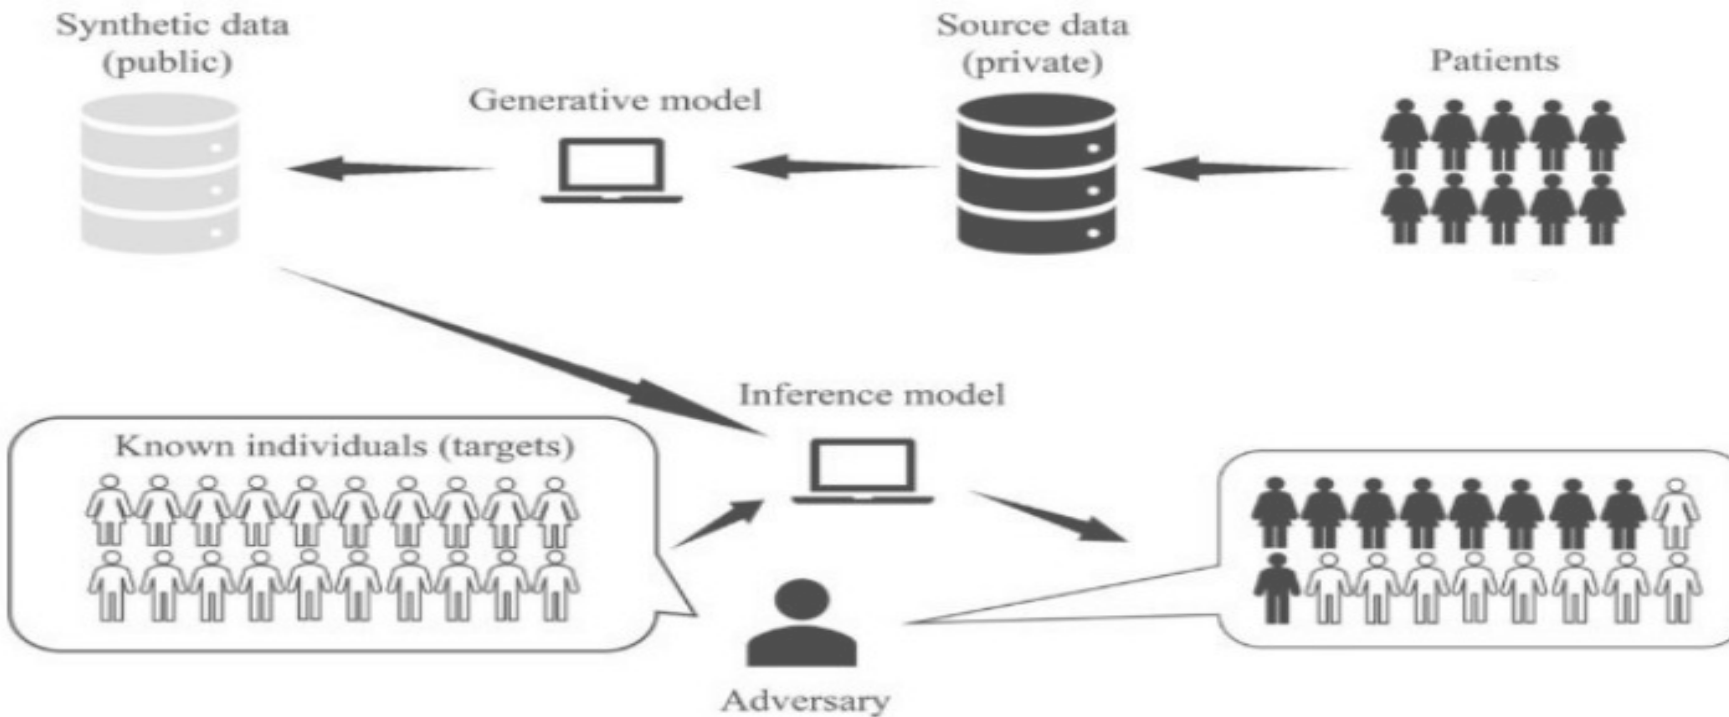 Synthetic data
(public)
Generative model
Source data
(private)
Patients
Inference model
Known individuals (targets)
Adversary